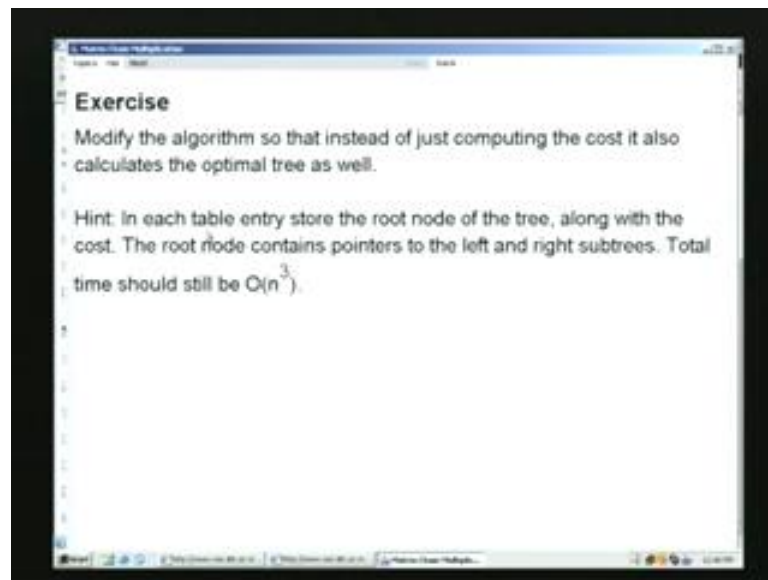 Exercise
Modify the algorithm so that instead of just computing the cost it also
calculates the optimal tree as well.
Hint: In each table entry store the root node of the tree, along with the
cost. The root node contains pointers to the left and right subtrees. Total
time should still be O(n³).